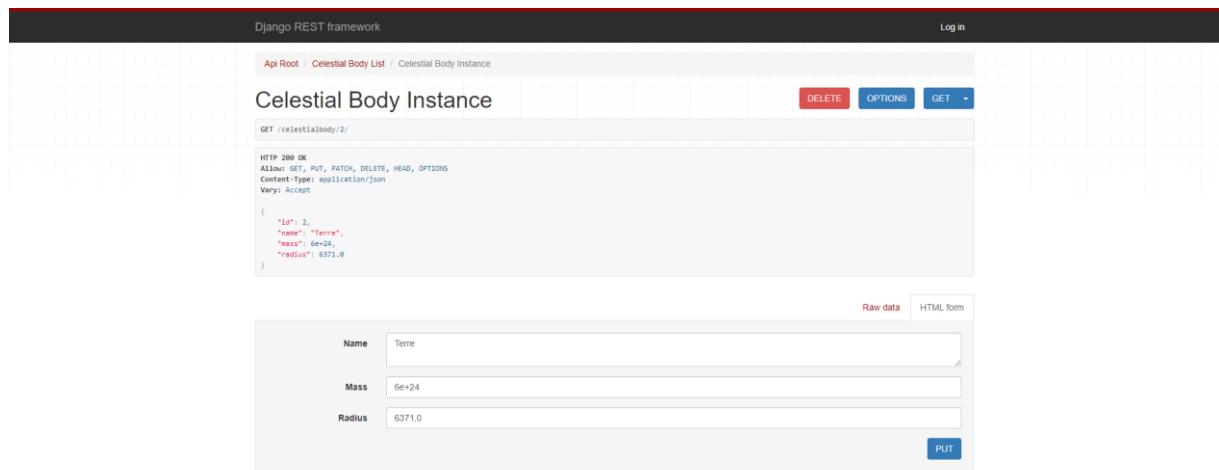 Django REST framework
Log in
Api Root / Celestial Body List / Celestial Body Instance
Celestial Body Instance
DELETE
OPTIONS
GET
GET /celestialbody/2/
HTTP 200 OK
Allow: GET, PUT, PATCH, DELETE, HEAD, OPTIONS
Content-Type: application/json
Vary: Accept
{
"id": 2,
"name": "Terre",
"mass": 6e+24,
"radius": 6371.0
}
Raw data
HTML form
Name
Terre
Mass
6e+24
Radius
6371,0
PUT